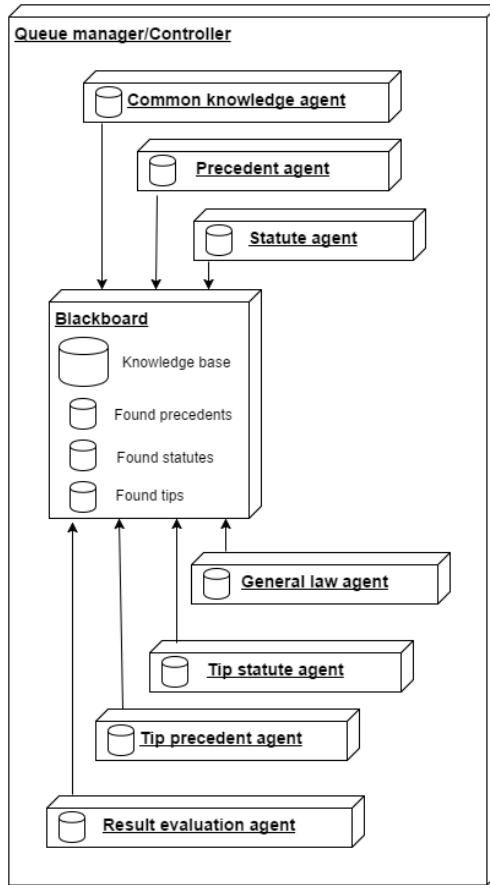 Queue manager/Controller
Common knowledge agent
Precedent agent
Statute agent
Blackboard
Knowledge base
Found precedents
Found statutes
Found tips
General law agent
Tip statute agent
Tip precedent agent
Result evaluation agent